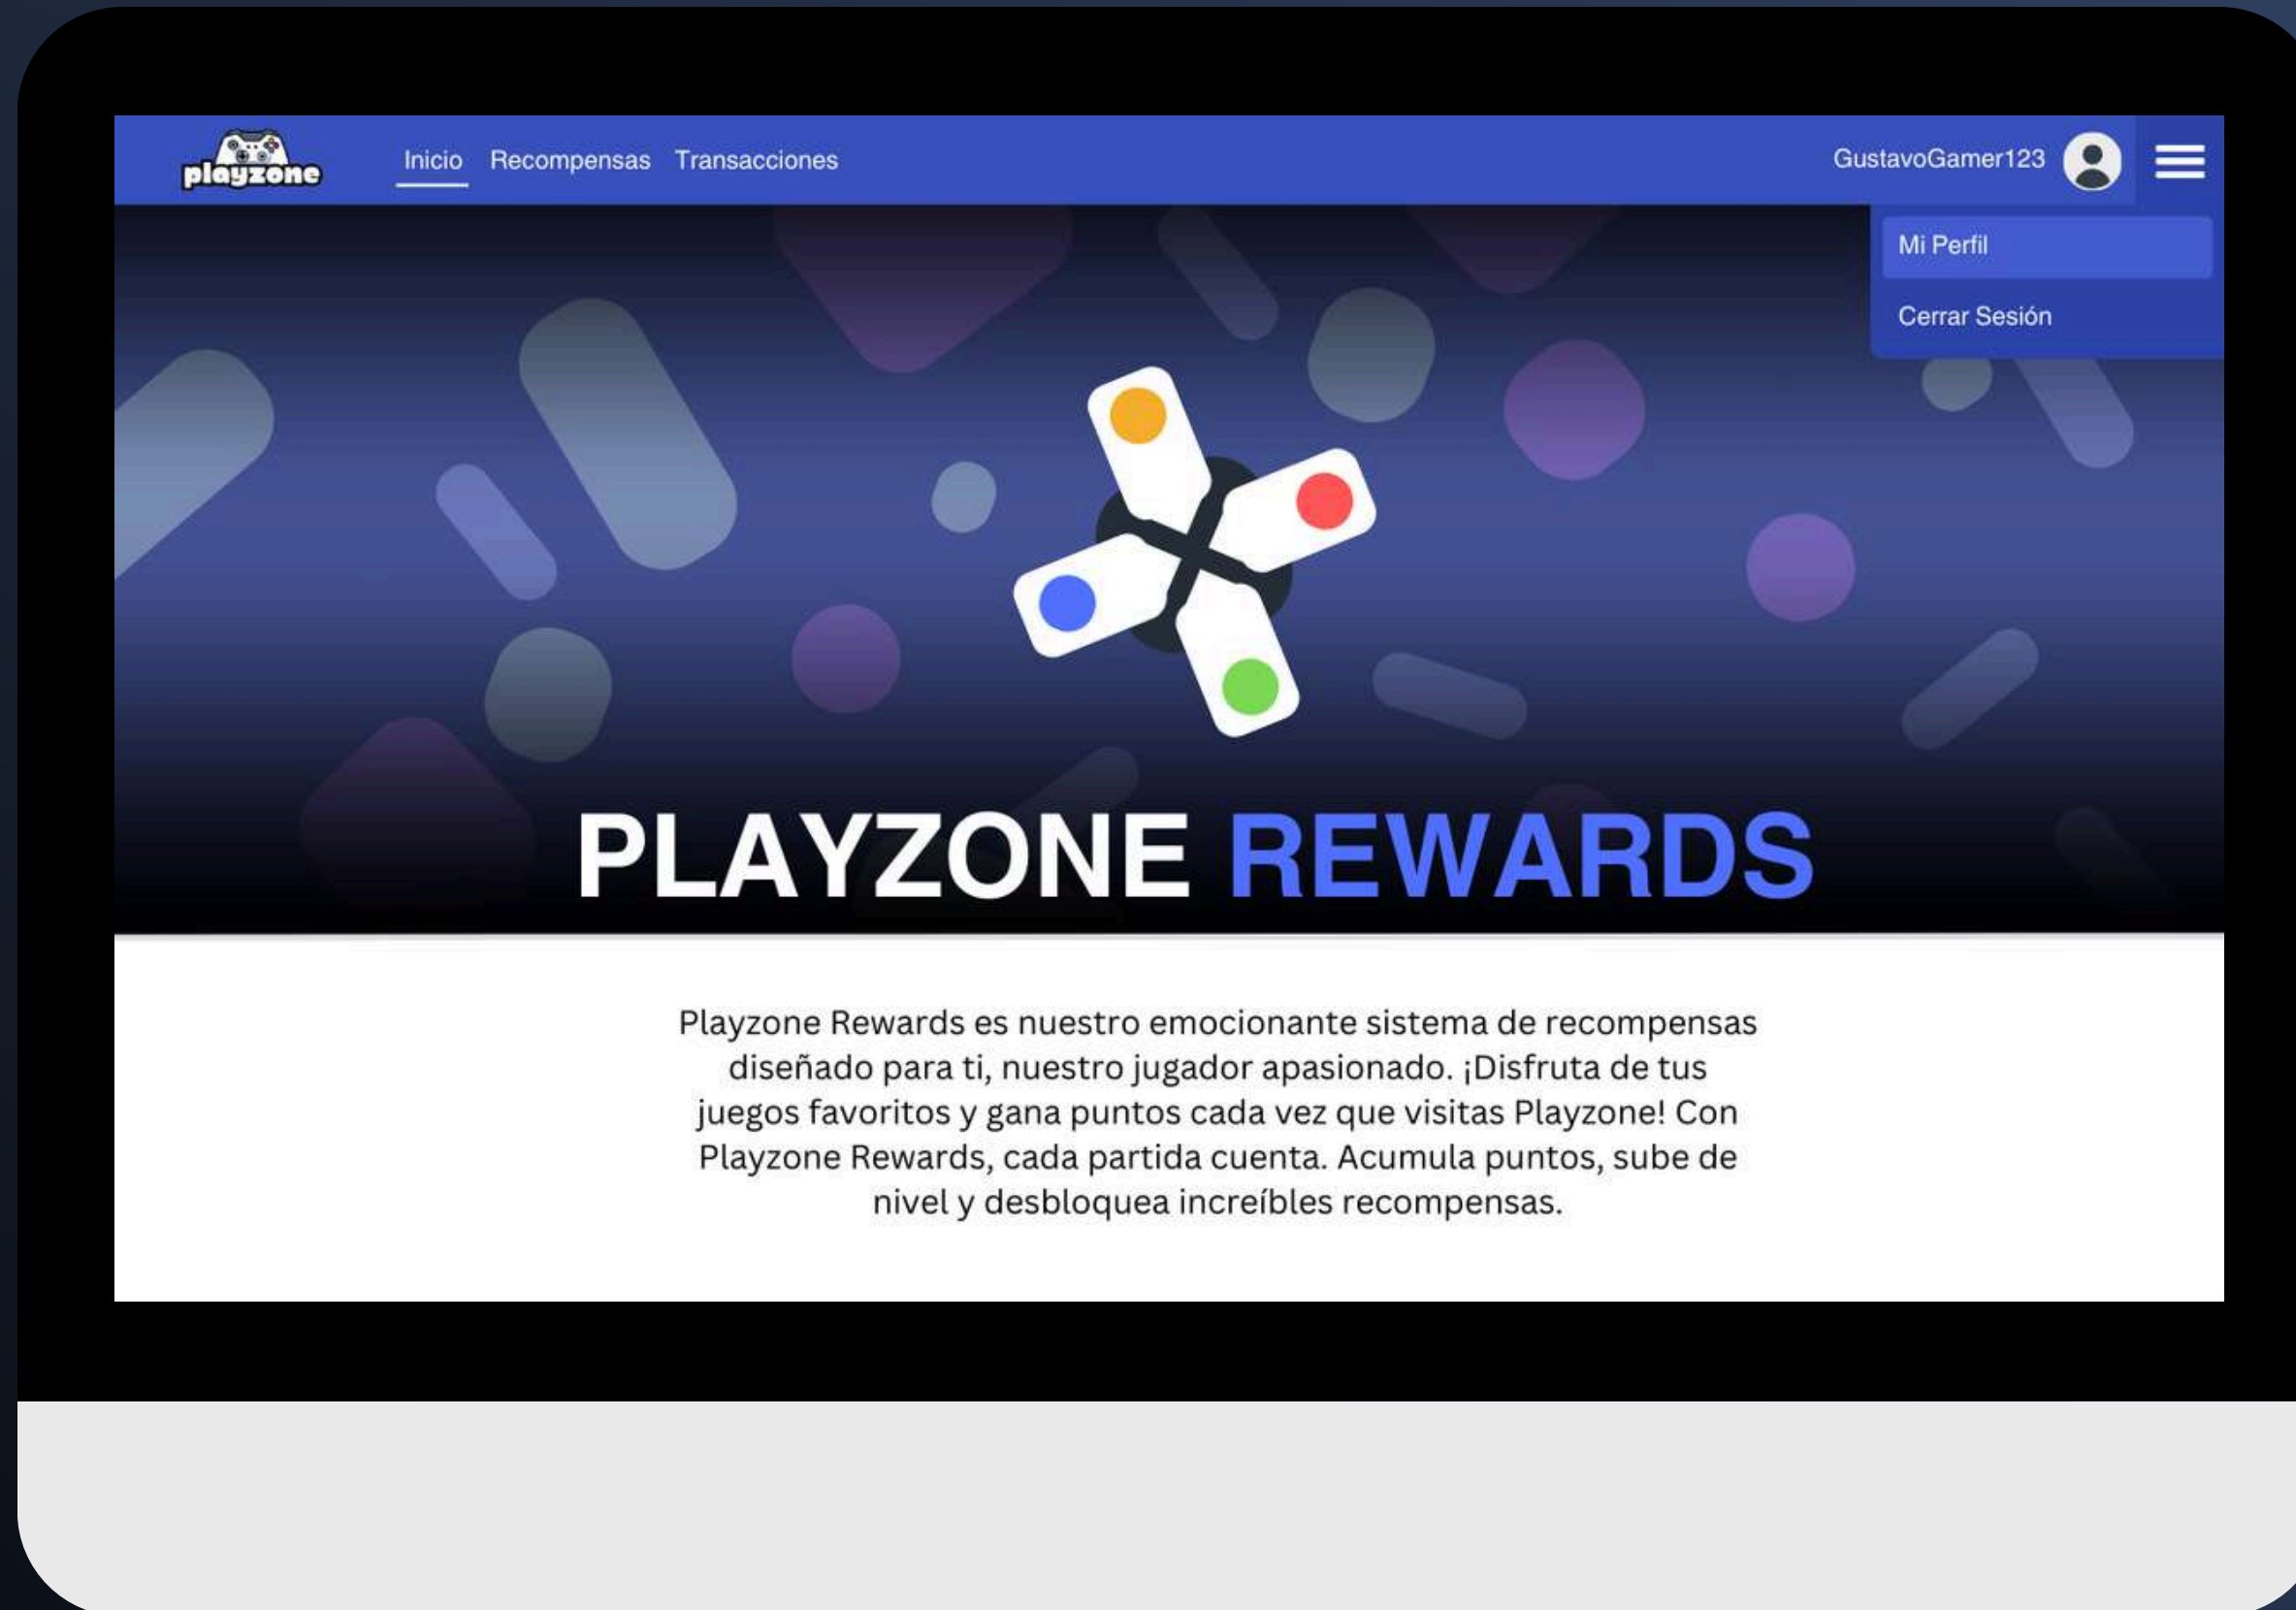 playzone
Inicio Recompensas Transacciones
GustavoGamer123
Mi Perfil
Cerrar Sesión
PLAYZONE REWARDS
Playzone Rewards es nuestro emocionante sistema de recompensas
diseñado para ti, nuestro jugador apasionado. ¡Disfruta de tus
juegos favoritos y gana puntos cada vez que visitas Playzone! Con
Playzone Rewards, cada partida cuenta. Acumula puntos, sube de
nivel y desbloquea increíbles recompensas.